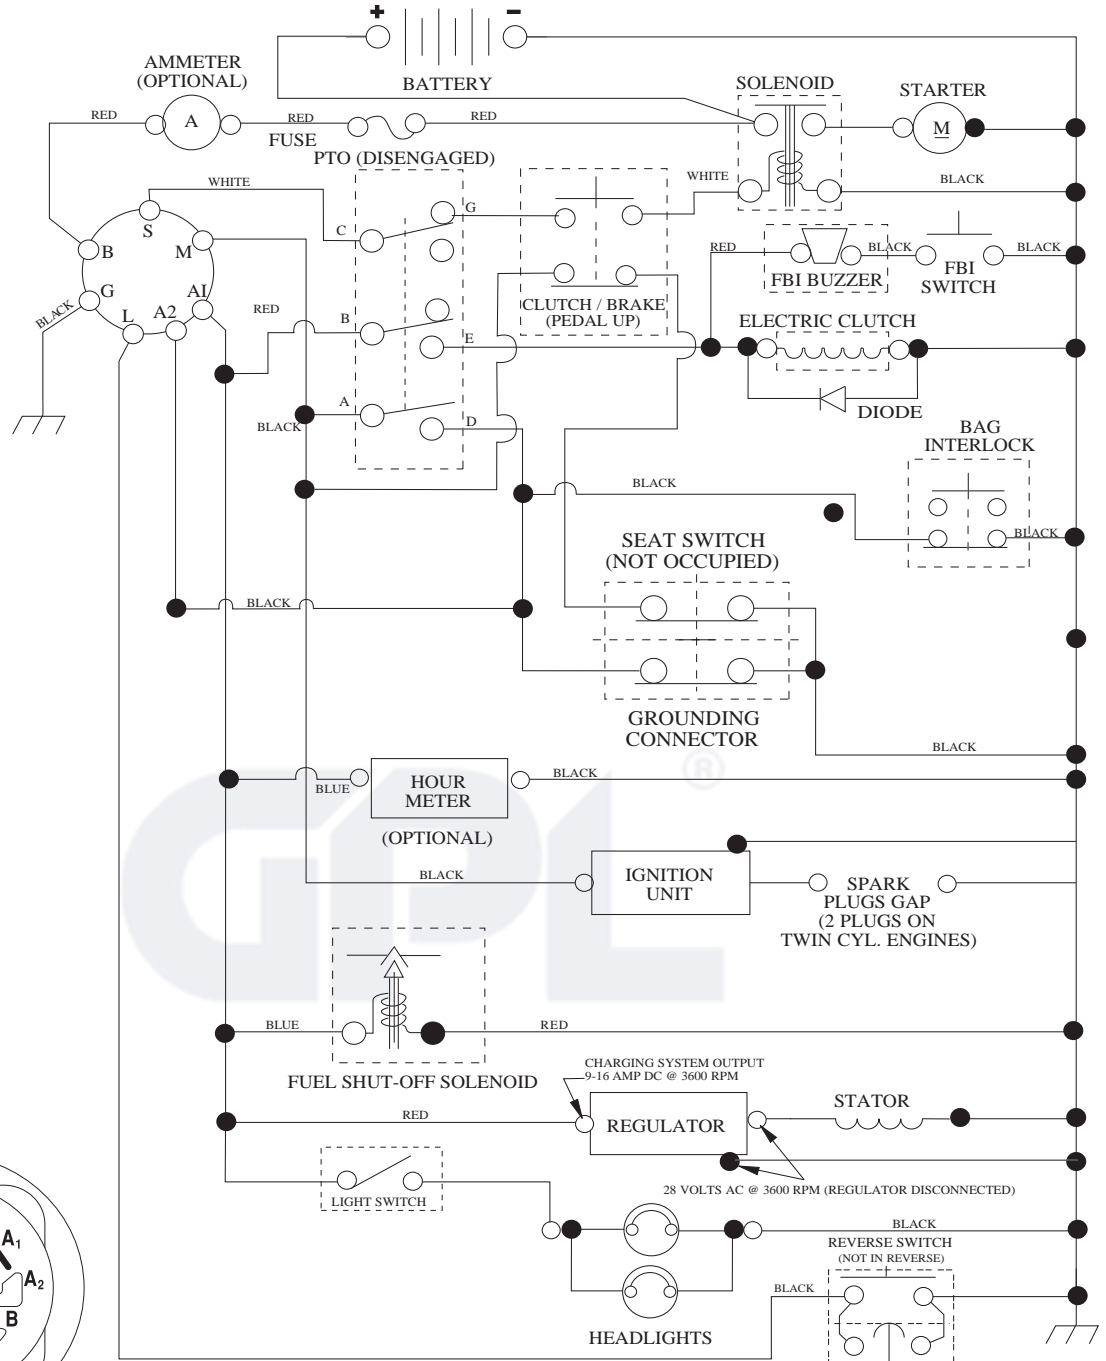 + −
BATTERY
AMMETER
(OPTIONAL)
A
RED
RED
FUSE
RED
SOLENOID
STARTER
M
PTO (DISENGAGED)
WHITE
WHITE
BLACK
S
B
M
G
L
A2
A1
BLACK
RED
C
G
B
E
A
D
BLACK
CLUTCH / BRAKE
(PEDAL UP)
RED
FBI BUZZER
BLACK
FBI
SWITCH
BLACK
ELECTRIC CLUTCH
DIODE
BAG
INTERLOCK
BLACK
BLACK
SEAT SWITCH
(NOT OCCUPIED)
BLACK
GROUNDING
CONNECTOR
BLACK
BLUE
HOUR
METER
BLACK
(OPTIONAL)
GPL
®
BLACK
IGNITION
UNIT
SPARK
PLUGS GAP
(2 PLUGS ON
TWIN CYL. ENGINES)
BLUE
RED
FUEL SHUT-OFF SOLENOID
CHARGING SYSTEM OUTPUT
9-16 AMP DC @ 3600 RPM
RED
REGULATOR
STATOR
28 VOLTS AC @ 3600 RPM (REGULATOR DISCONNECTED)
LIGHT SWITCH
BLACK
REVERSE SWITCH
(NOT IN REVERSE)
BLACK
HEADLIGHTS
A1
A2
B